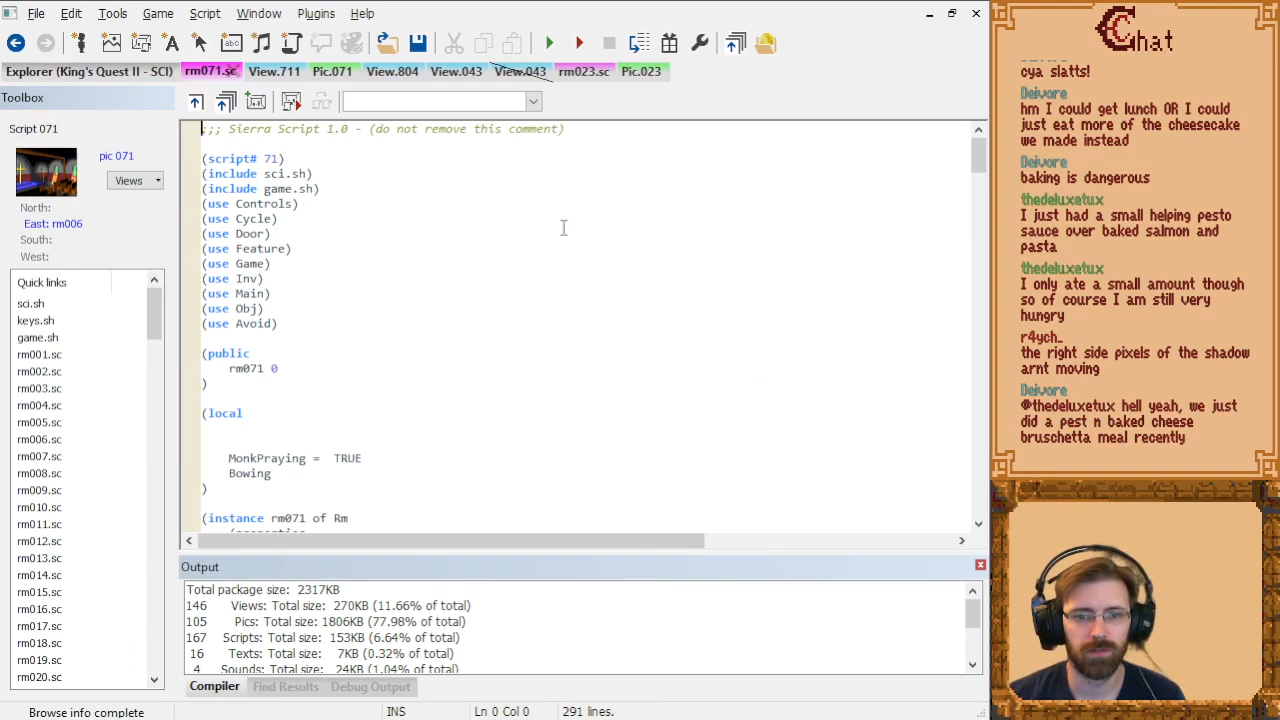 File Edit Tools Game Script Window Plugins Help
Explorer (King's Quest II - SCI) rm071.sc View.711 Pic.071 View.804 View.043 View.043 rm023.sc Pic.023
Toolbox
Script 071
pic 071
Views
North:
East: rm006
South:
West:
Quick links
sci.sh
keys.sh
game.sh
rm001.sc
rm002.sc
rm003.sc
rm004.sc
rm005.sc
rm006.sc
rm007.sc
rm008.sc
rm009.sc
rm010.sc
rm011.sc
rm012.sc
rm013.sc
rm014.sc
rm015.sc
rm016.sc
rm017.sc
rm018.sc
rm019.sc
rm020.sc
;;; Sierra Script 1.0 - (do not remove this comment)
(script# 71)
(include sci.sh)
(include game.sh)
(use Controls)
(use Cycle)
(use Door)
(use Feature)
(use Game)
(use Inv)
(use Main)
(use Obj)
(use Avoid)
(public
rm071 0
)
(local
MonkPraying = TRUE
Bowing
)
(instance rm071 of Rm
(properties
Output
Total package size: 2317KB
146 Views: Total size: 270KB (11.66% of total)
105 Pics: Total size: 1806KB (77.98% of total)
167 Scripts: Total size: 153KB (6.64% of total)
16 Texts: Total size: 7KB (0.32% of total)
4 Sounds: Total size: 24KB (1.04% of total)
Compiler Find Results Debug Output
Browse info complete INS Ln 0 Col 0 291 lines.
Chat
cya slatts!
Deivore
hm I could get lunch OR I could
just eat more of the cheesecake
we made instead
Deivore
baking is dangerous
thedeluxetux
I just had a small helping pesto
sauce over baked salmon and
pasta
thedeluxetux
I only ate a small amount though
so of course I am still very
hungry
r4ych_
the right side pixels of the shadow
arnt moving
Deivore
@thedeluxetux hell yeah, we just
did a pest n baked cheese
bruschetta meal recently